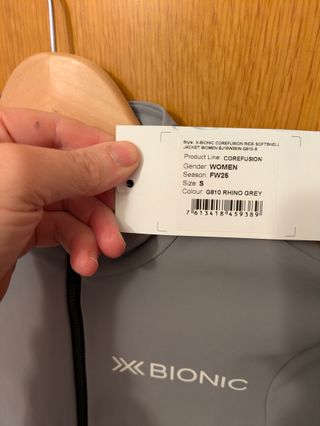 Style: X-BIONIC COREFUSION RIDE SOFTSHELL
JACKET WOMEN
Product Line: COREFUSION
Gender: WOMEN
Season: FW25
Size: S
Colour: G810 RHINO GREY
7613418459389
X BIONIC